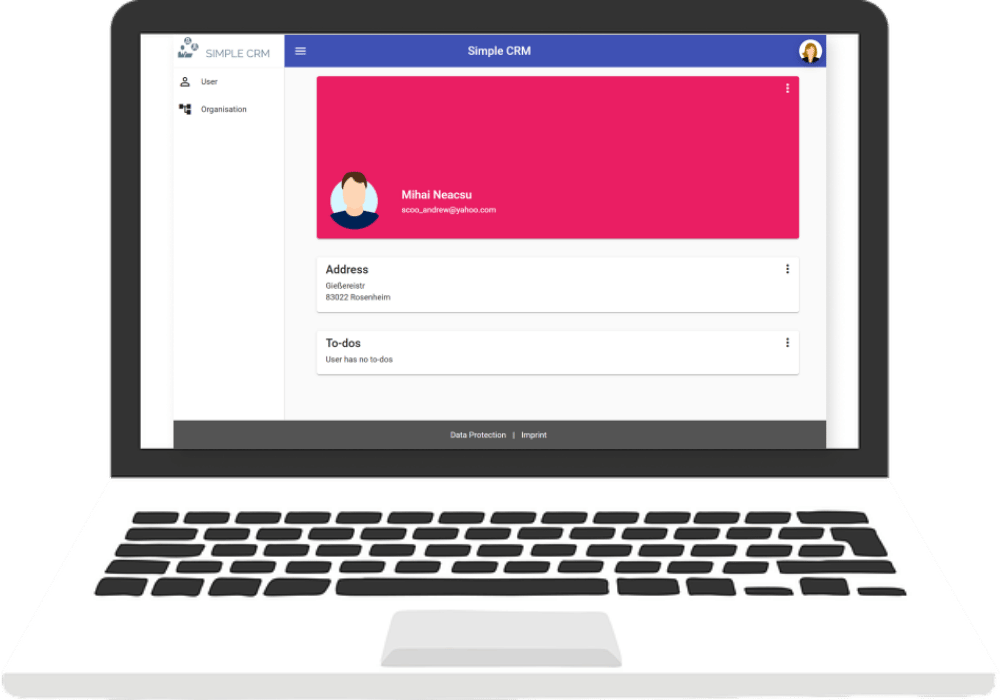 SIMPLE CRM
Simple CRM
User
Organisation
Mihai Neacsu
scoo_andrew@yahoo.com
Address
Gießereistr
83022 Rosenheim
To-dos
User has no to-dos
Data Protection | Imprint